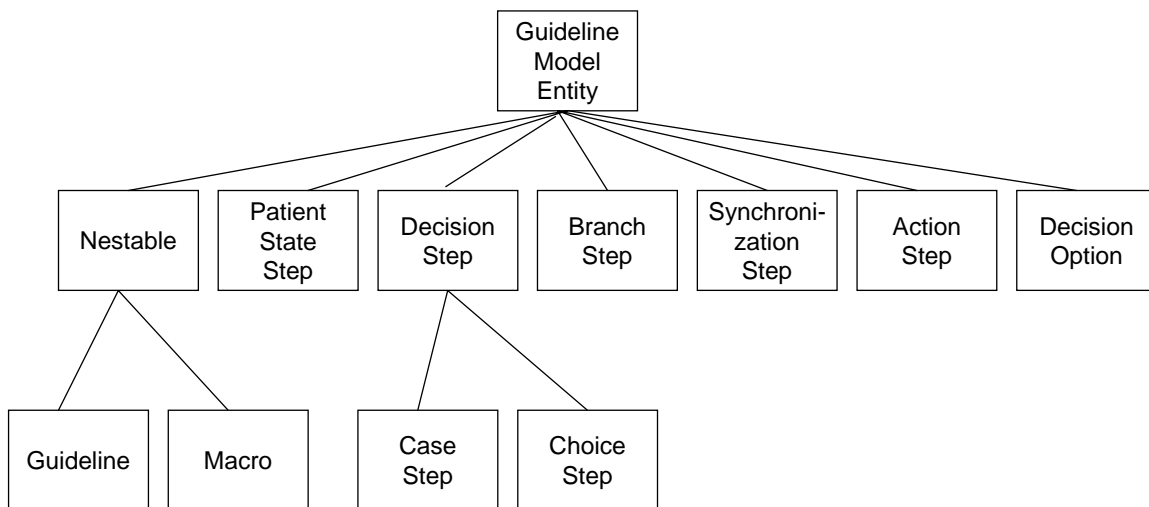 Guideline
Model
Entity
Nestable
Patient
State
Step
Decision
Step
Branch
Step
Synchroni-
zation
Step
Action
Step
Decision
Option
Guideline
Macro
Case
Step
Choice
Step